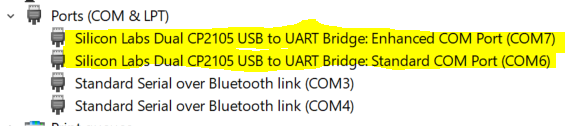 Ports (COM & LPT)
Silicon Labs Dual CP2105 USB to UART Bridge: Enhanced COM Port (COM7)
Silicon Labs Dual CP2105 USB to UART Bridge: Standard COM Port (COM6)
Standard Serial over Bluetooth link (COM3)
Standard Serial over Bluetooth link (COM4)